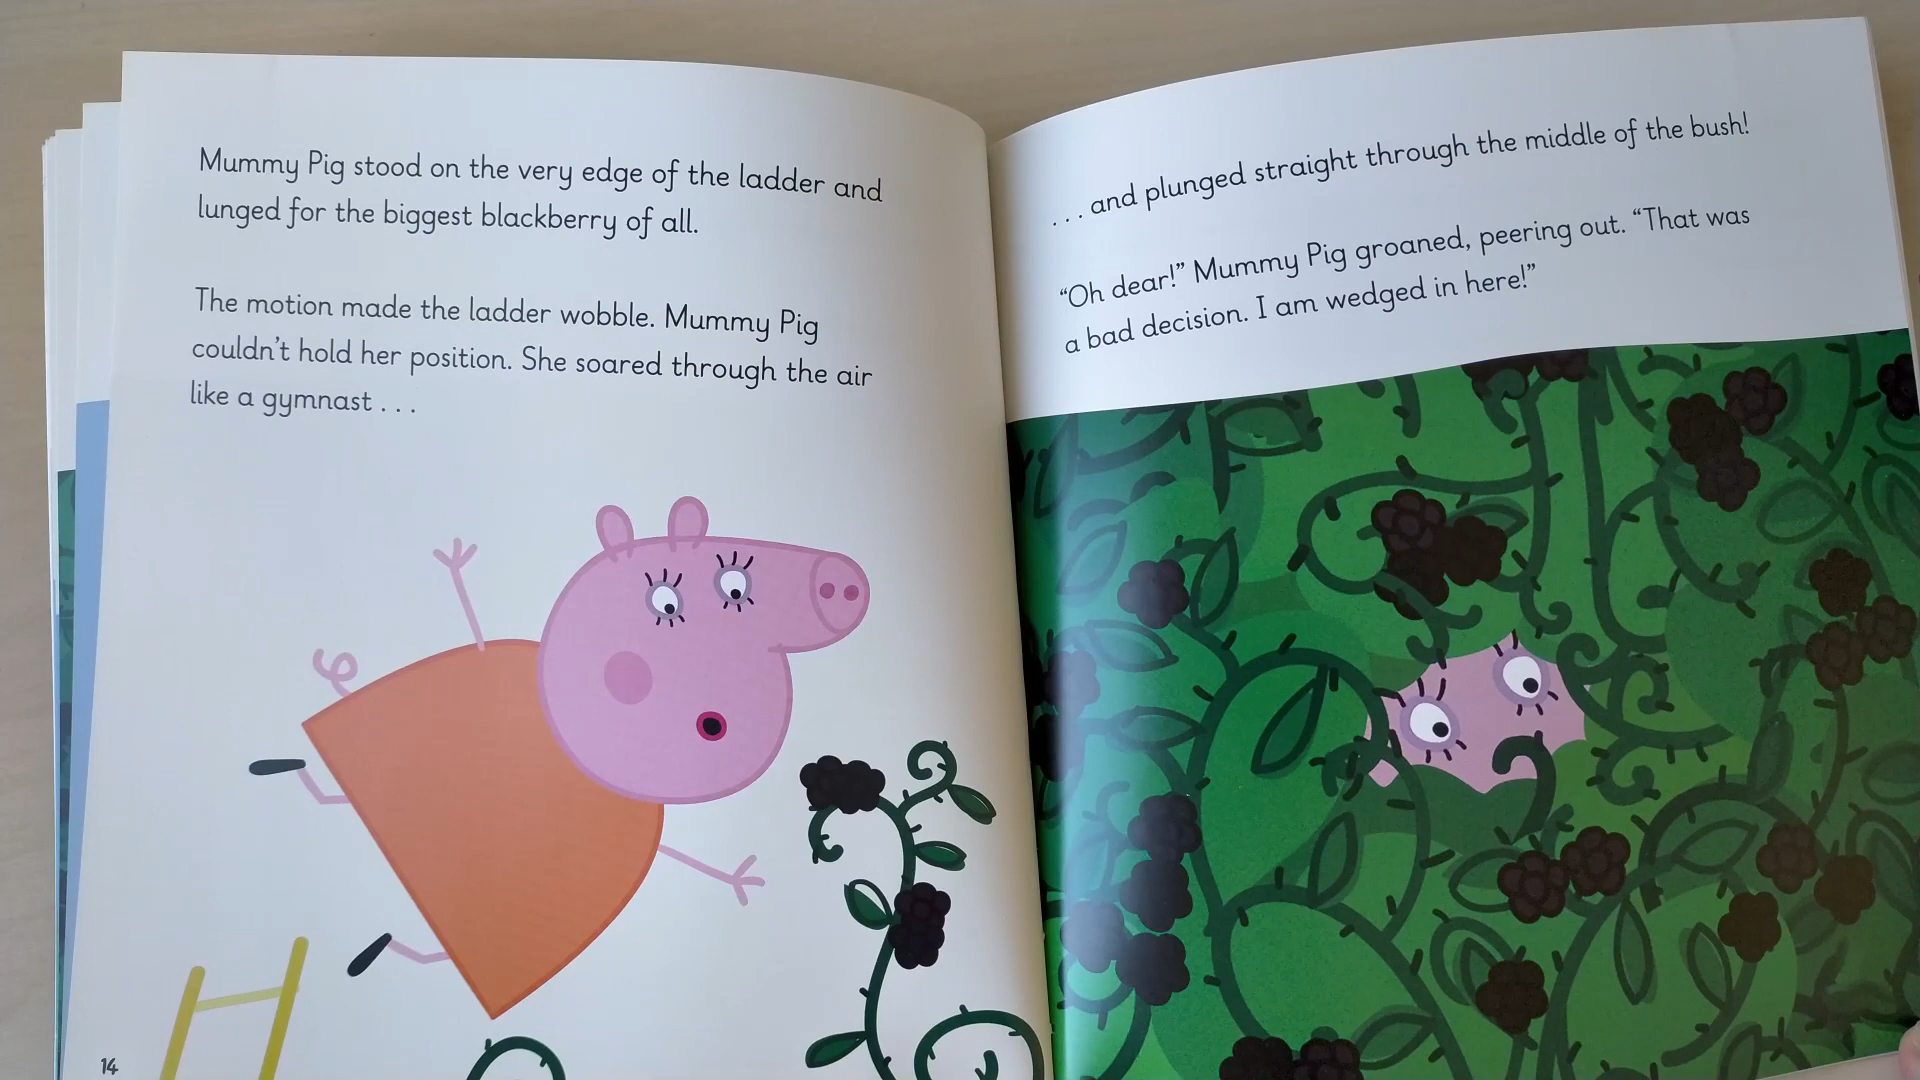 Mummy Pig stood on the very edge of the ladder and
lunged for the biggest blackberry of all.
The motion made the ladder wobble. Mummy Pig
couldn't hold her position. She soared through the air
like a gymnast . . .
14
. . . and plunged straight through the middle of the bush!
“Oh dear!” Mummy Pig groaned, peering out. “That was
a bad decision. I am wedged in here!”